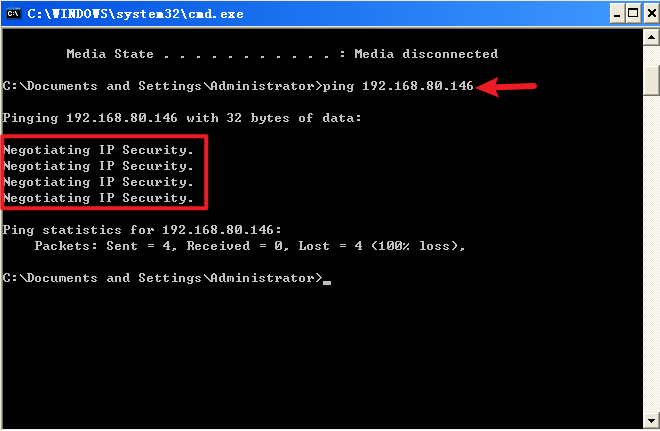 C:\WINDOWS\system32\cmd.exe
Media State . . . . . . . . . . . : Media disconnected
C:\Documents and Settings\Administrator>ping 192.168.80.146
Pinging 192.168.80.146 with 32 bytes of data:
Negotiating IP Security.
Negotiating IP Security.
Negotiating IP Security.
Negotiating IP Security.
Ping statistics for 192.168.80.146:
Packets: Sent = 4, Received = 0, Lost = 4 (100% loss),
C:\Documents and Settings\Administrator>_